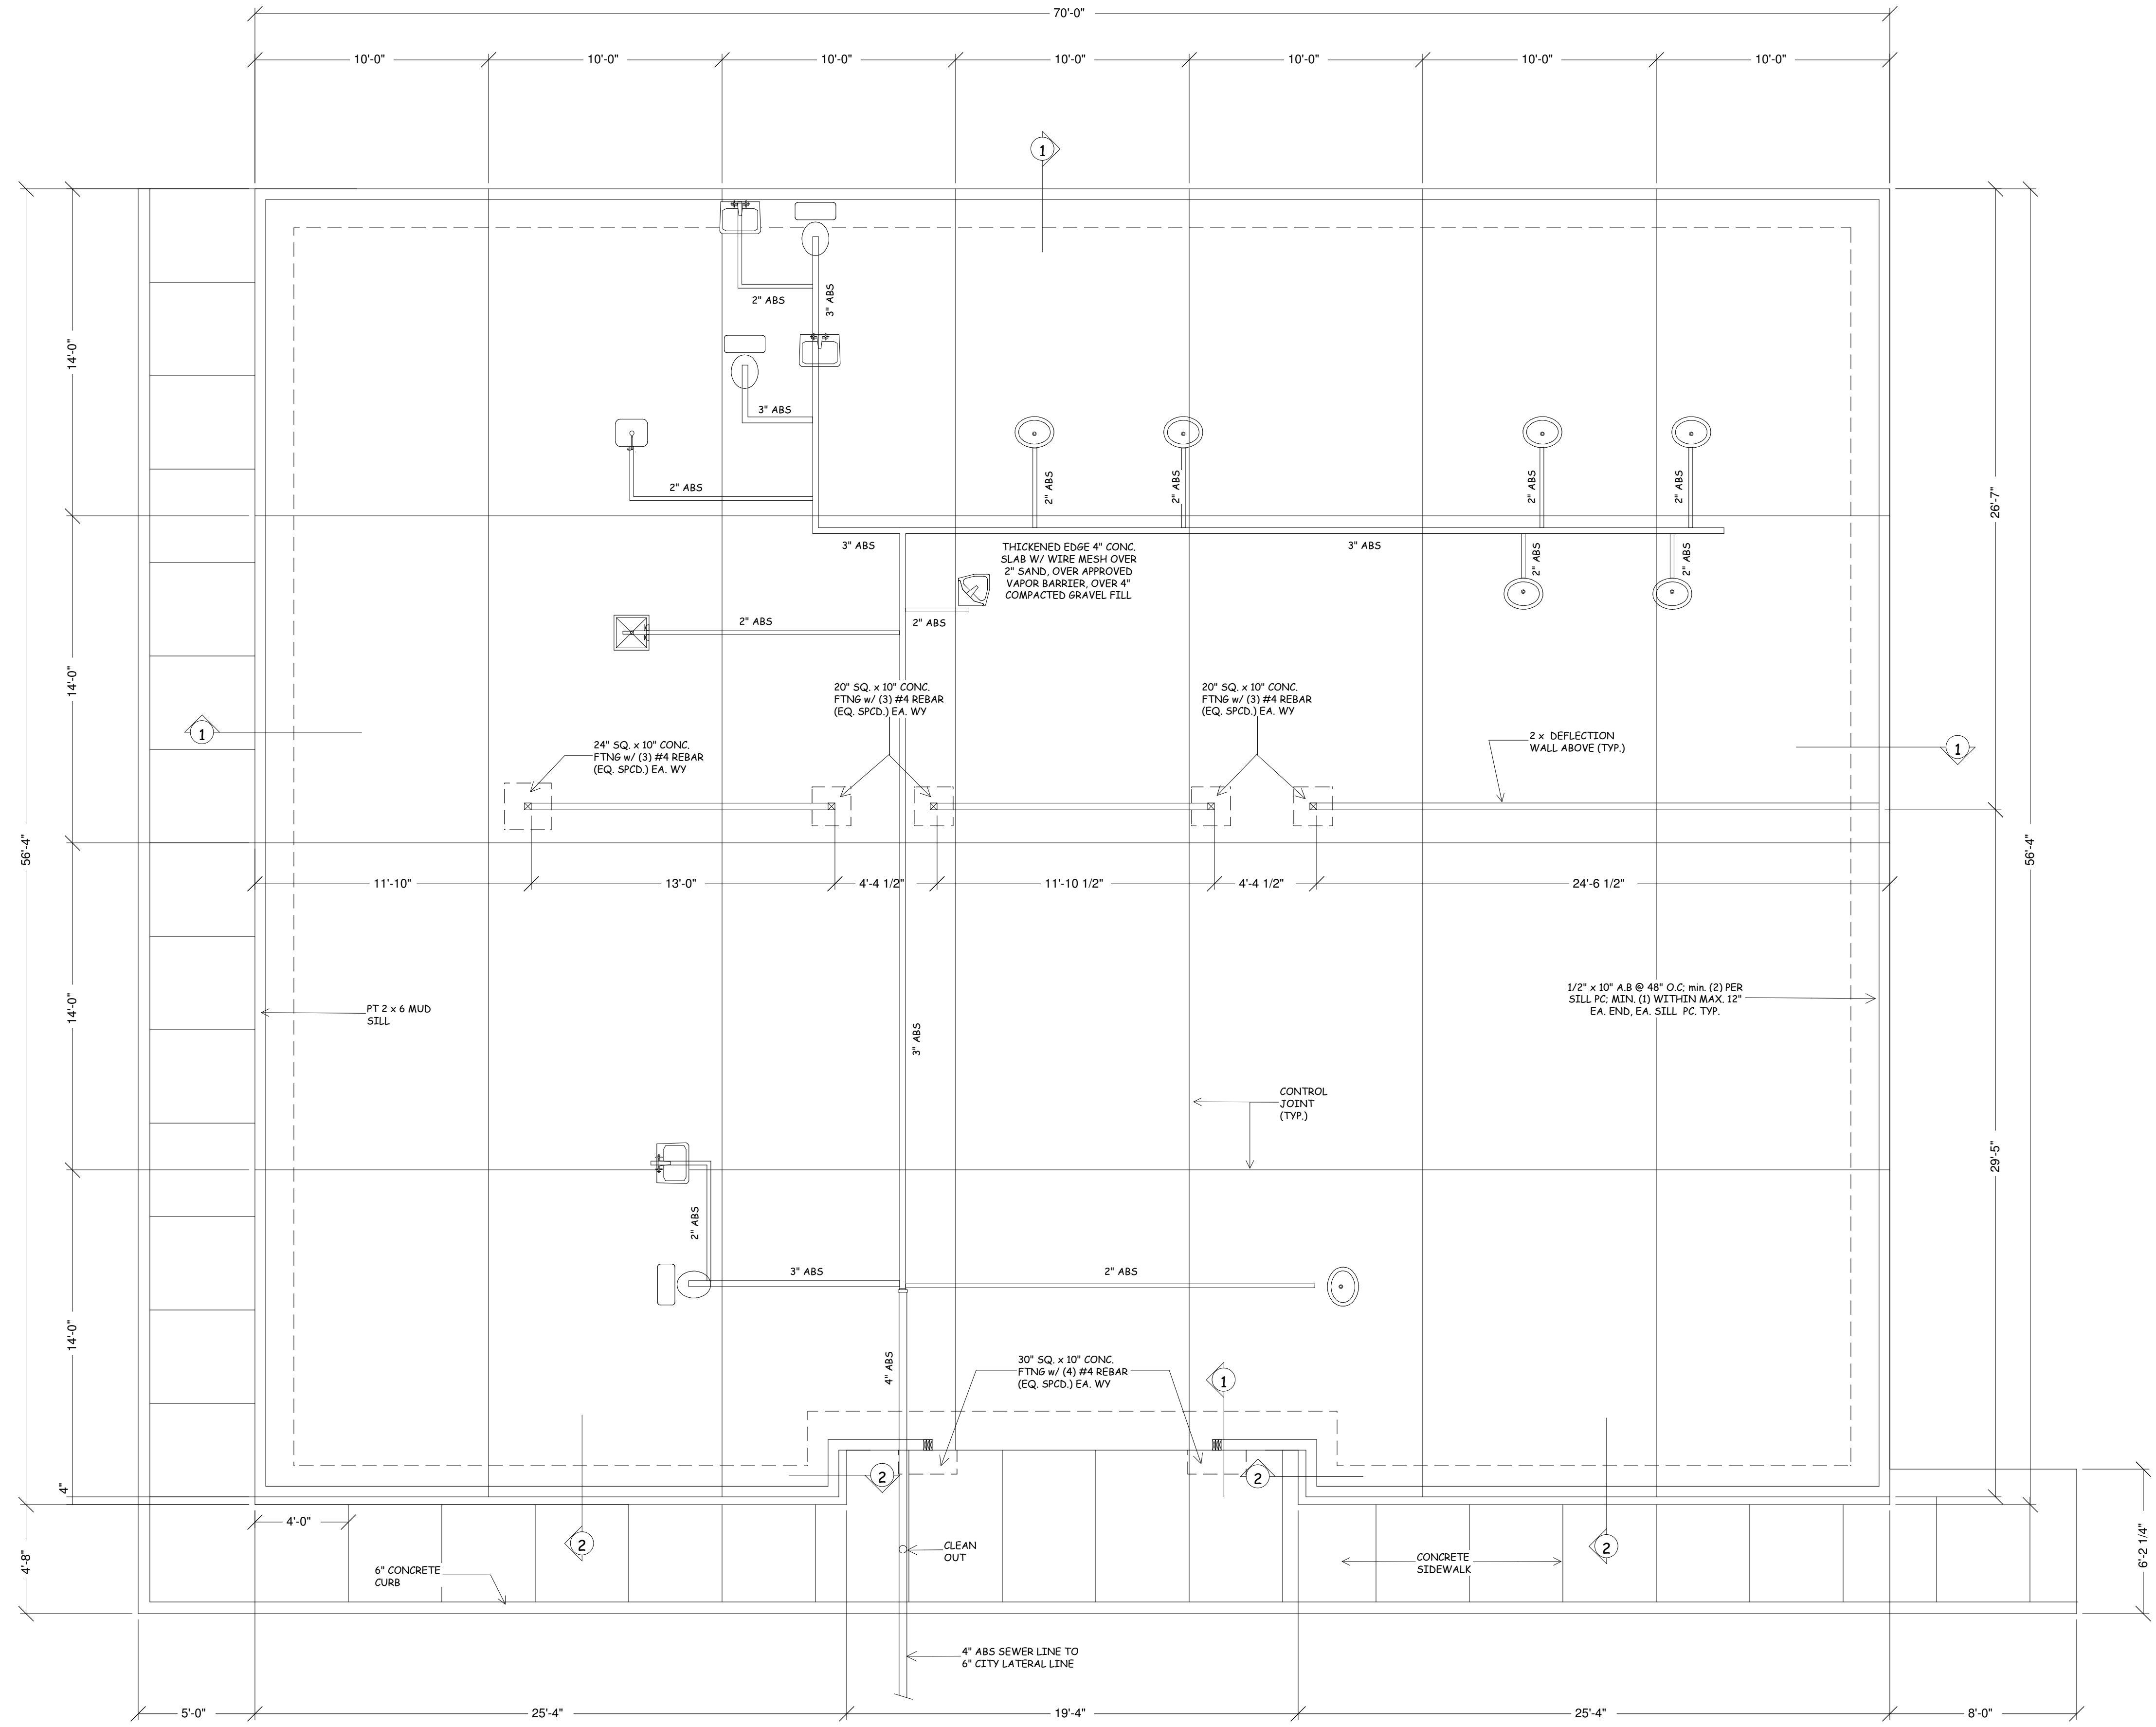 70'-0"
10'-0"
10'-0"
10'-0"
10'-0"
10'-0"
10'-0"
10'-0"
1
2" ABS
3" ABS
14'-0"
3" ABS
2" ABS
2" ABS
2" ABS
2" ABS
2" ABS
26'-7"
3" ABS
THICKENED EDGE 4" CONC.
SLAB W/ WIRE MESH OVER
2" SAND, OVER APPROVED
VAPOR BARRIER, OVER 4"
COMPACTED GRAVEL FILL
3" ABS
2" ABS
2" ABS
2" ABS
2" ABS
14'-0"
20" SQ. x 10" CONC.
FTNG w/ (3) #4 REBAR
(EQ. SPCD.) EA. WY
20" SQ. x 10" CONC.
FTNG w/ (3) #4 REBAR
(EQ. SPCD.) EA. WY
1
24" SQ. x 10" CONC.
FTNG w/ (3) #4 REBAR
(EQ. SPCD.) EA. WY
2 x DEFLECTION
WALL ABOVE (TYP.)
1
56'-4"
56'-4"
11'-10"
13'-0"
4'-4 1/2"
11'-10 1/2"
4'-4 1/2"
24'-6 1/2"
14'-0"
PT 2 x 6 MUD
SILL
3" ABS
1/2" x 10" A.B @ 48" O.C; min. (2) PER
SILL PC; MIN. (1) WITHIN MAX. 12"
EA. END, EA. SILL PC. TYP.
CONTROL
JOINT
(TYP.)
29'-5"
2" ABS
3" ABS
2" ABS
14'-0"
4" ABS
30" SQ. x 10" CONC.
FTNG w/ (4) #4 REBAR
(EQ. SPCD.) EA. WY
1
4"
2
2
4'-0"
2
CLEAN
OUT
2
4'-8"
6" CONCRETE
CURB
CONCRETE
SIDEWALK
6'-2 1/4"
4" ABS SEWER LINE TO
6" CITY LATERAL LINE
5'-0"
25'-4"
19'-4"
25'-4"
8'-0"